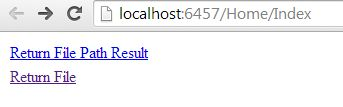 localhost:6457/Home/Index
Return File Path Result
Return File